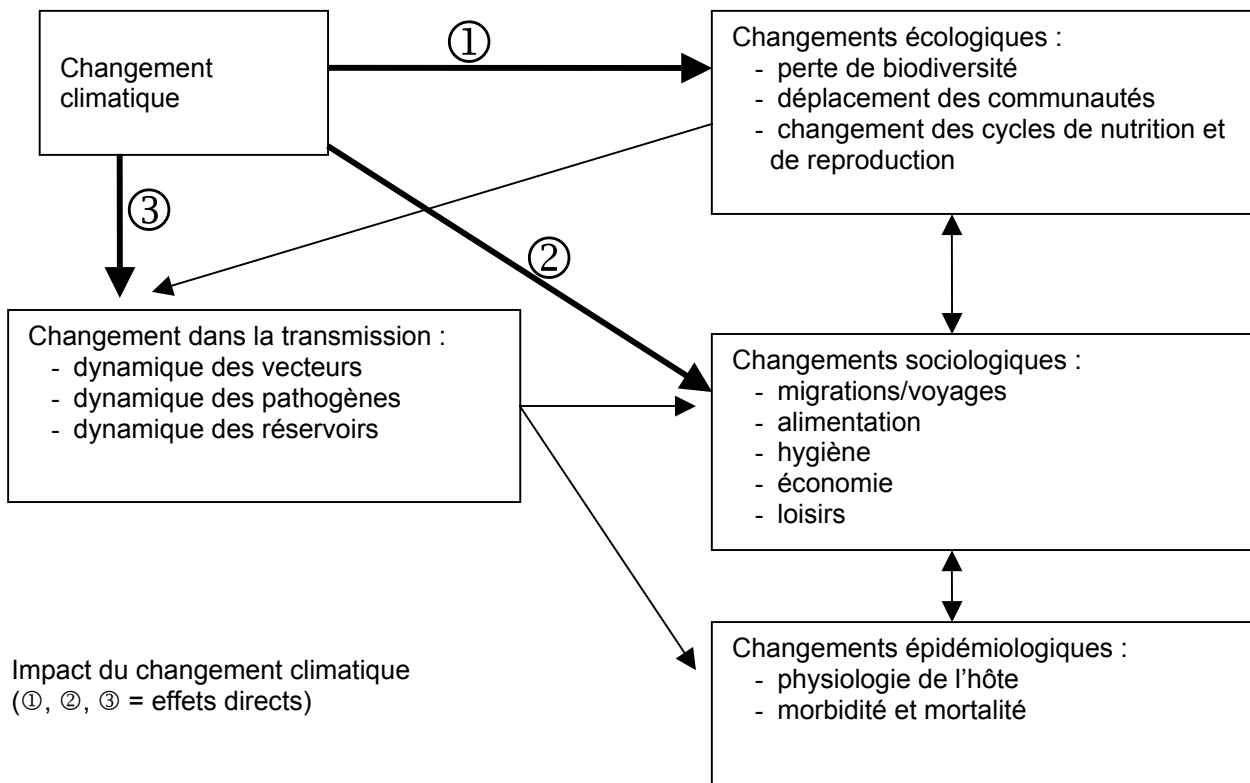 Changement
climatique
①
Changements écologiques :
- perte de biodiversité
- déplacement des communautés
- changement des cycles de nutrition et
de reproduction
③
②
Changement dans la transmission :
- dynamique des vecteurs
- dynamique des pathogènes
- dynamique des réservoirs
Changements sociologiques :
- migrations/voyages
- alimentation
- hygiène
- économie
- loisirs
Changements épidémiologiques :
- physiologie de l’hôte
- morbidité et mortalité
Impact du changement climatique
(①, ②, ③ = effets directs)